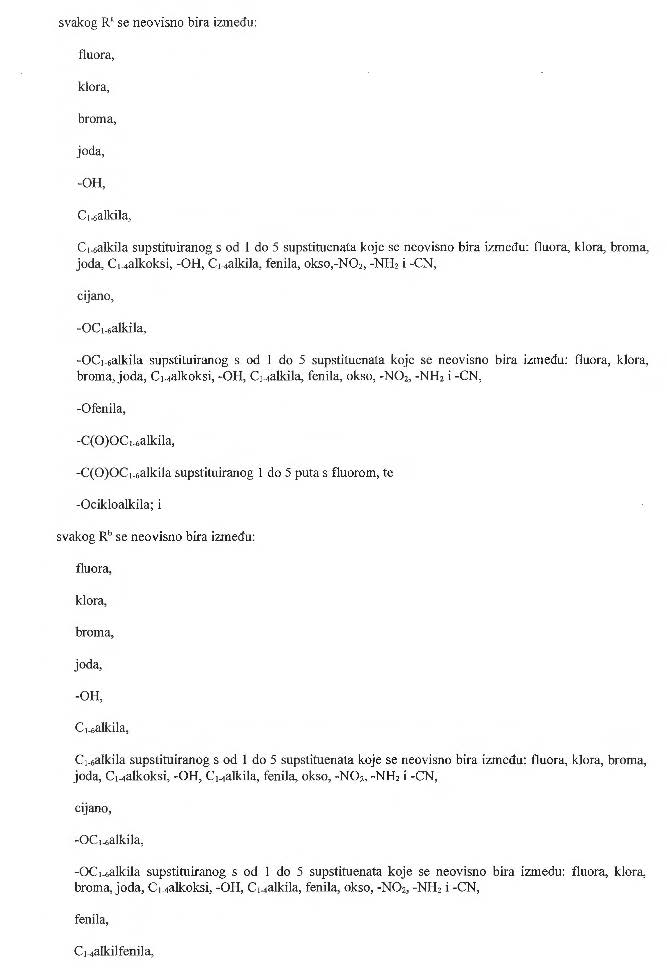 svakog Rᵗ se neovisno bira između:
fluora,
klora,
broma,
joda,
-OH,
C₁₋₆alkila,
C₁₋₆alkila supstituiranog s od 1 do 5 supstituenata koje se neovisno bira između: fluora, klora, broma,
joda, C₁₋₄alkoksi, -OH, C₁₋₄alkila, fenila, okso,-NO₂, -NH₂ i -CN,
cijano,
-OC₁₋₆alkila,
-OC₁₋₆alkila supstituiranog s od 1 do 5 supstituenata koje se neovisno bira između: fluora, klora,
broma, joda, C₁₋₄alkoksi, -OH, C₁₋₄alkila, fenila, okso, -NO₂, -NH₂ i -CN,
-Ofenila,
-C(O)OC₁₋₆alkila,
-C(O)OC₁₋₆alkila supstituiranog 1 do 5 puta s fluorom, te
-Ocikloalkila; i
svakog Rᵇ se neovisno bira između:
fluora,
klora,
broma,
joda,
-OH,
C₁₋₆alkila,
C₁₋₆alkila supstituiranog s od 1 do 5 supstituenata koje se neovisno bira između: fluora, klora, broma,
joda, C₁₋₄alkoksi, -OH, C₁₋₄alkila, fenila, okso, -NO₂, -NH₂ i -CN,
cijano,
-OC₁₋₆alkila,
-OC₁₋₆alkila supstituiranog s od 1 do 5 supstituenata koje se neovisno bira između: fluora, klora,
broma, joda, C₁₋₄alkoksi, -OH, C₁₋₄alkila, fenila, okso, -NO₂, -NH₂ i -CN,
fenila,
C₁₋₄alkilfenila,